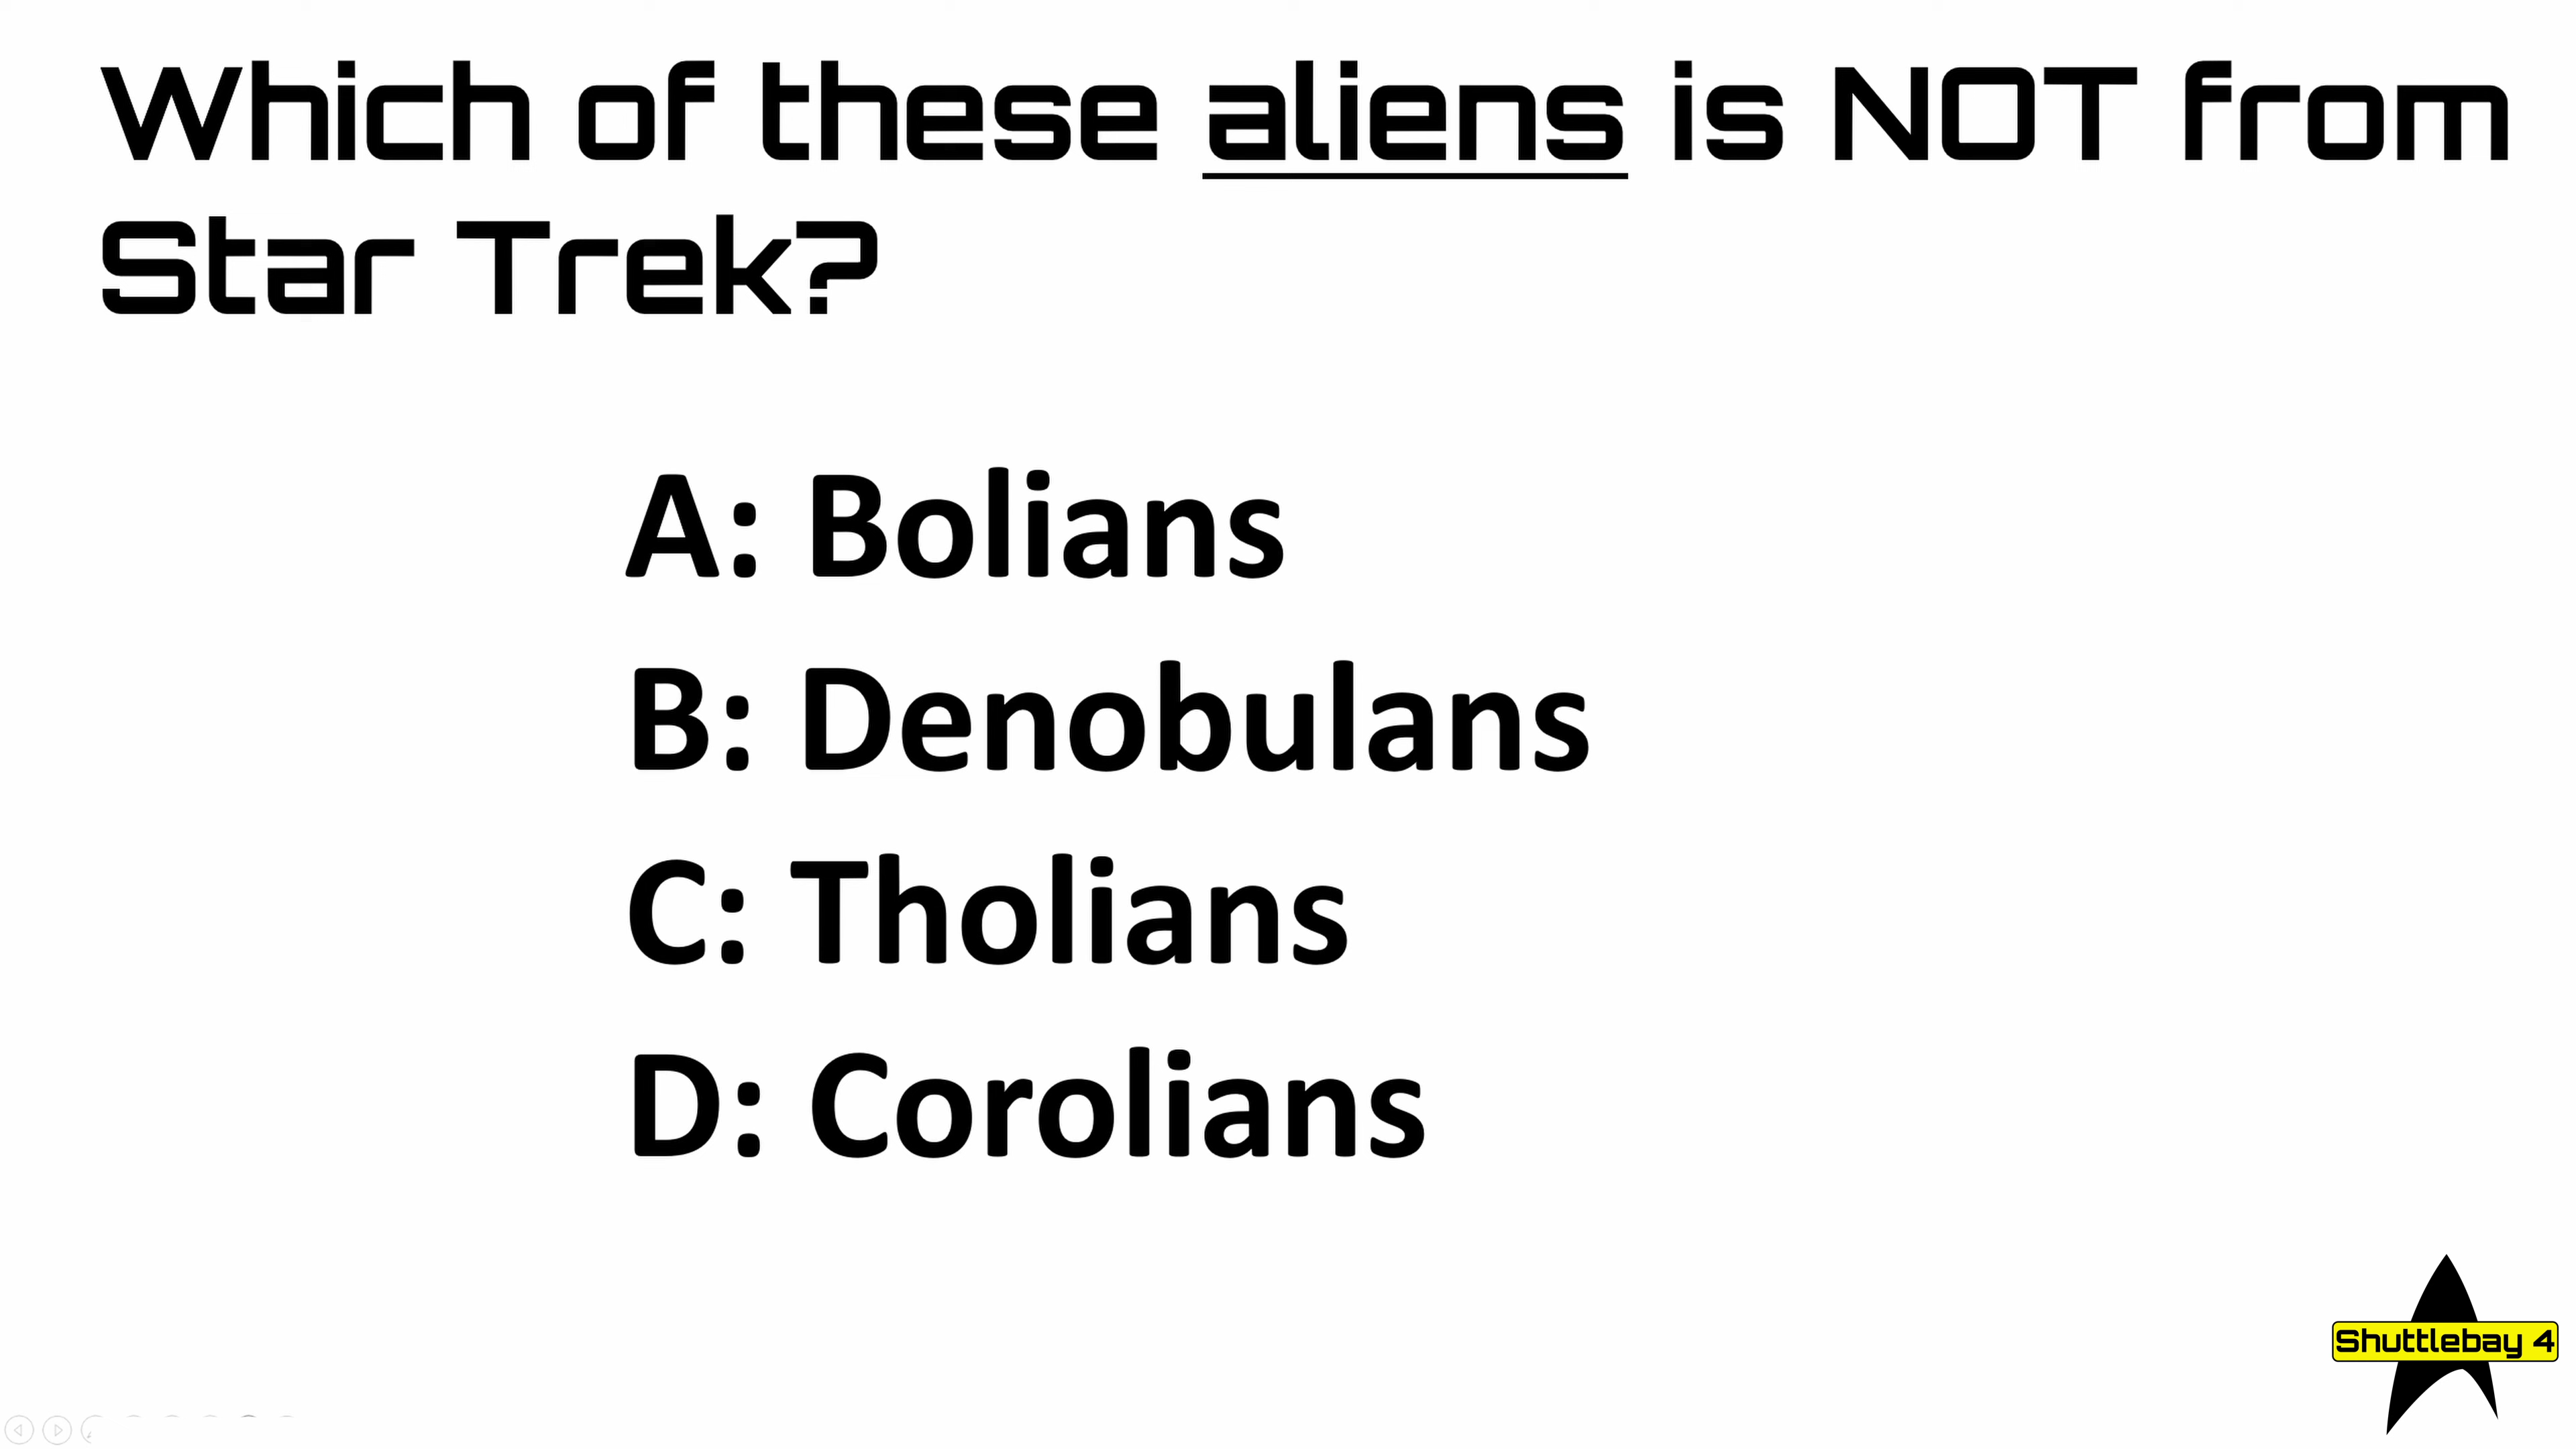 Which of these aliens is NOT from
Star Trek?
A: Bolians
B: Denobulans
C: Tholians
D: Corolians
Shuttlebay 4